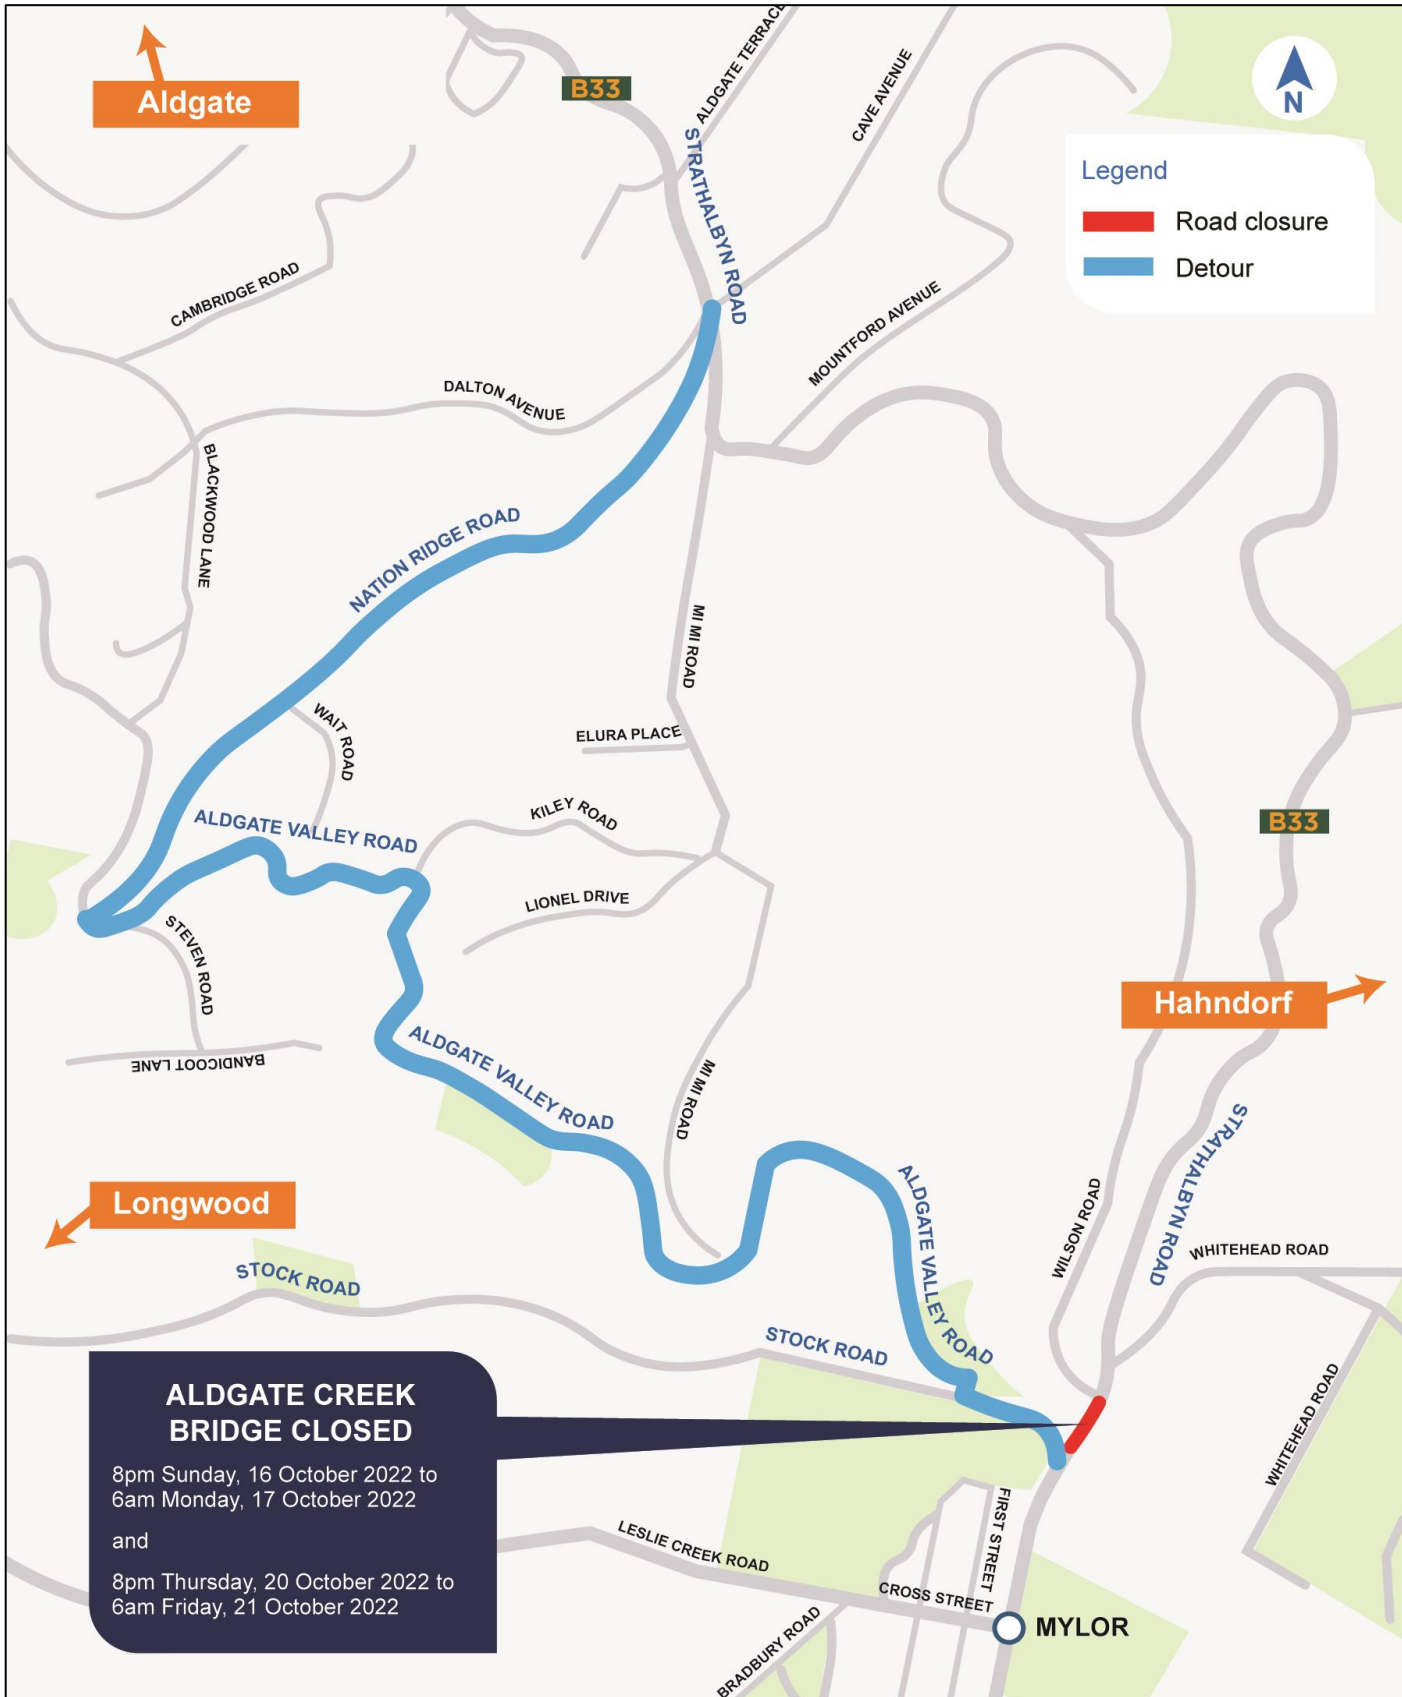 Aldgate
B33
ALDGATE TERRACE
CAVE AVENUE
N
STRATHALBYN ROAD
Legend
Road closure
Detour
CAMBRIDGE ROAD
MOUNTFORD AVENUE
DALTON AVENUE
BLACKWOOD LANE
NATION RIDGE ROAD
MI MI ROAD
WAIT ROAD
ELURA PLACE
ALDGATE VALLEY ROAD
KILEY ROAD
B33
LIONEL DRIVE
STEVEN ROAD
Hahndorf
BANDICOOT LANE
ALDGATE VALLEY ROAD
MI MI ROAD
STRATHALBYN ROAD
Longwood
ALDGATE VALLEY ROAD
WILSON ROAD
WHITEHEAD ROAD
STOCK ROAD
STOCK ROAD
WHITEHEAD ROAD
ALDGATE CREEK
BRIDGE CLOSED
8pm Sunday, 16 October 2022 to
6am Monday, 17 October 2022
and
8pm Thursday, 20 October 2022 to
6am Friday, 21 October 2022
FIRST STREET
LESLIE CREEK ROAD
CROSS STREET
BRADBURY ROAD
MYLOR